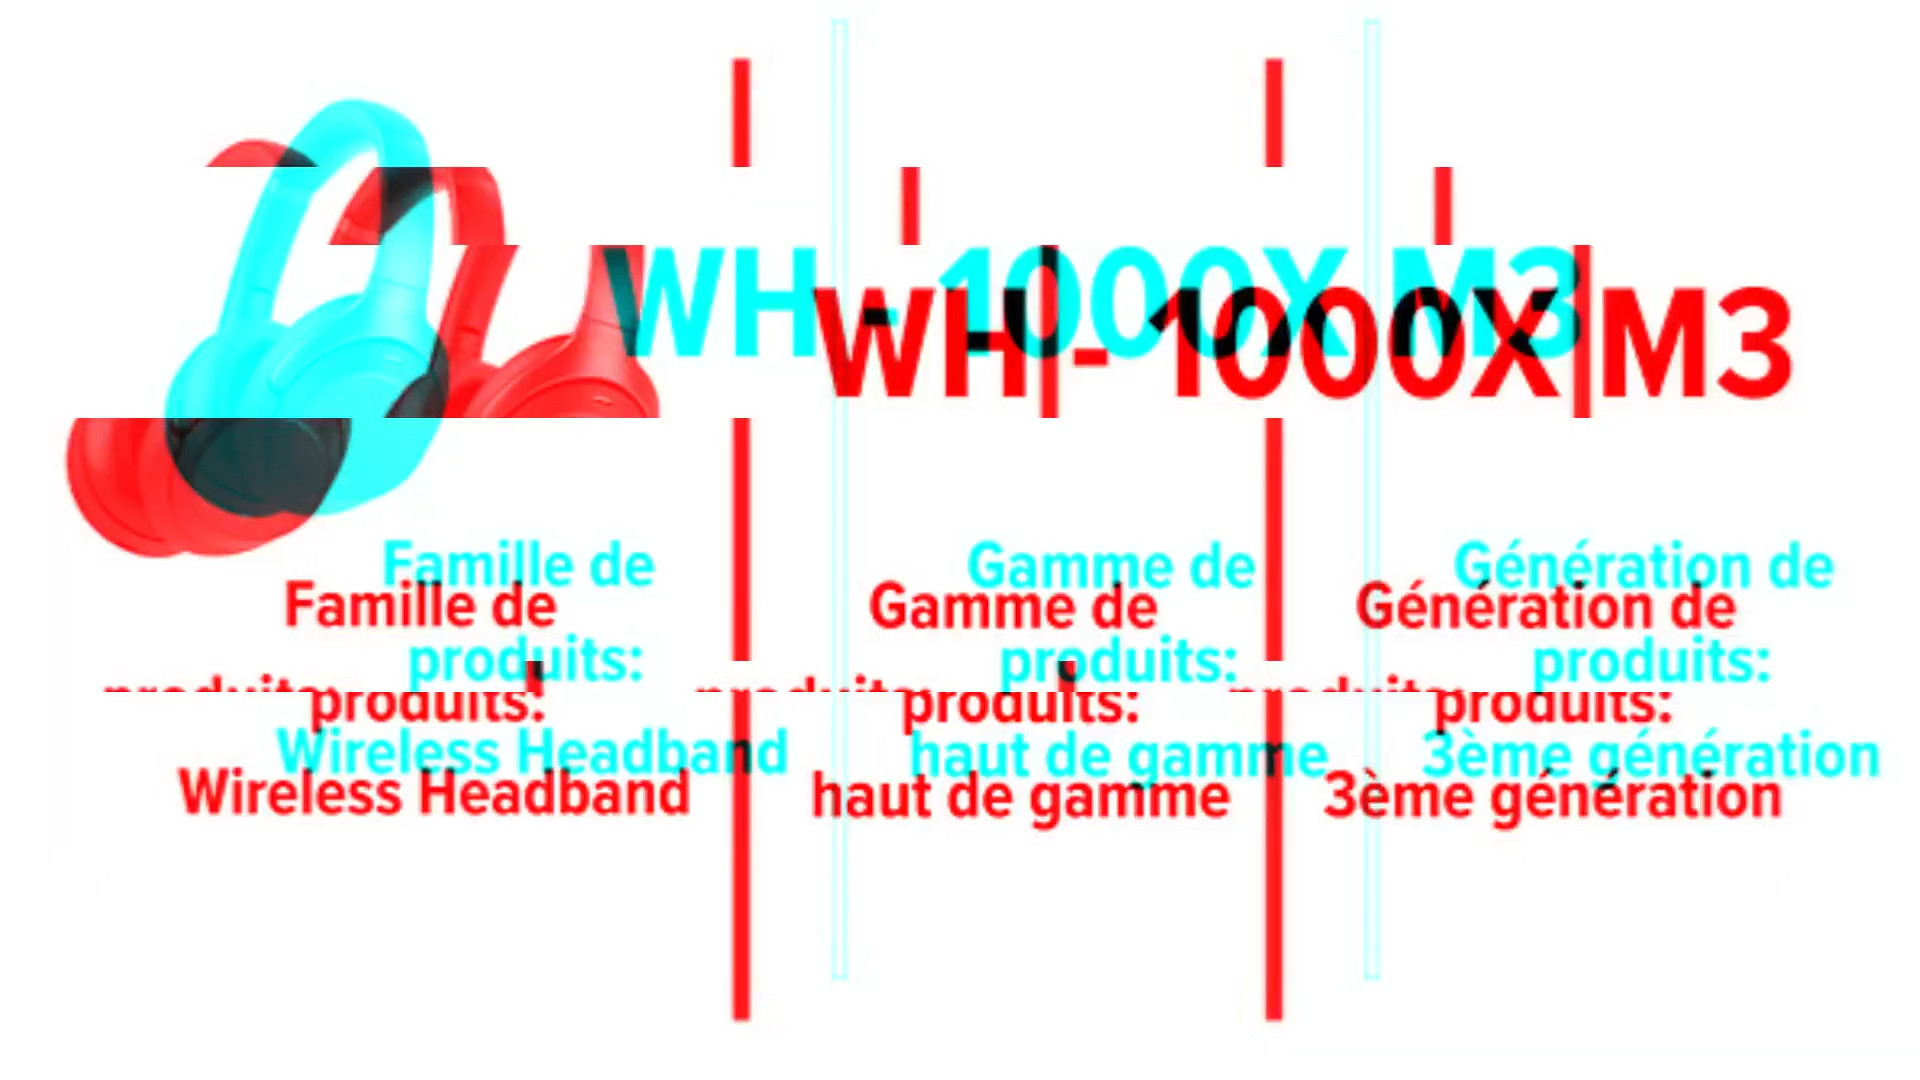 WH - 1000X M3
Famille de
produits:
Wireless Headband
Gamme de
produits:
haut de gamme
Génération de
produits:
3ème génération